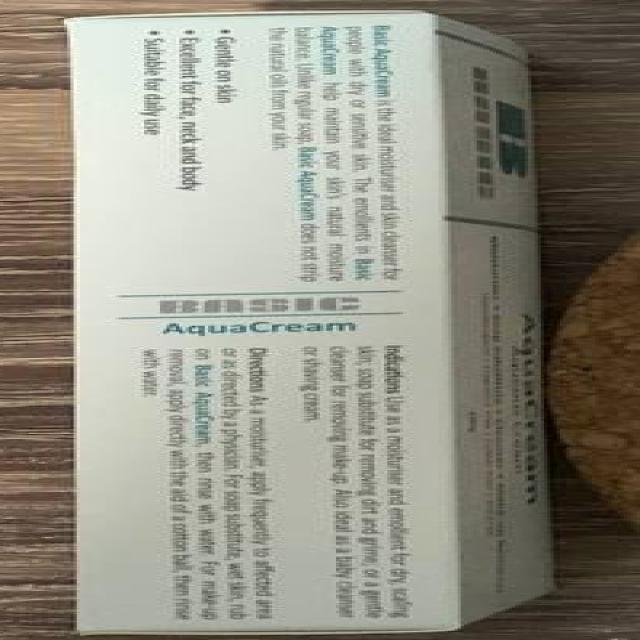 BASIC
AquaCream
Basic AquaCream is the ideal moisturiser and skin cleanser for
people with dry or sensitive skin. The emollients in Basic
AquaCream help maintain your skin's natural moisture
balance. Unlike regular soaps, Basic AquaCream does not strip
the natural oils from your skin.
• Gentle on skin
• Excellent for face, neck and body
• Suitable for daily use
Indications: Use as a moisturiser and emollient for dry, scaling
skin, soap substitute for removing dirt and grime, or a gentle
cleanser for removing make-up. Also ideal as a baby cleanser
or shaving cream.
Directions: As a moisturiser, apply frequently to affected area
or as directed by a physician. For soap substitute, wet skin, rub
on Basic AquaCream, then rinse with water. For make-up
removal, apply directly with the aid of a cotton ball, then rinse
with water.
AquaCream